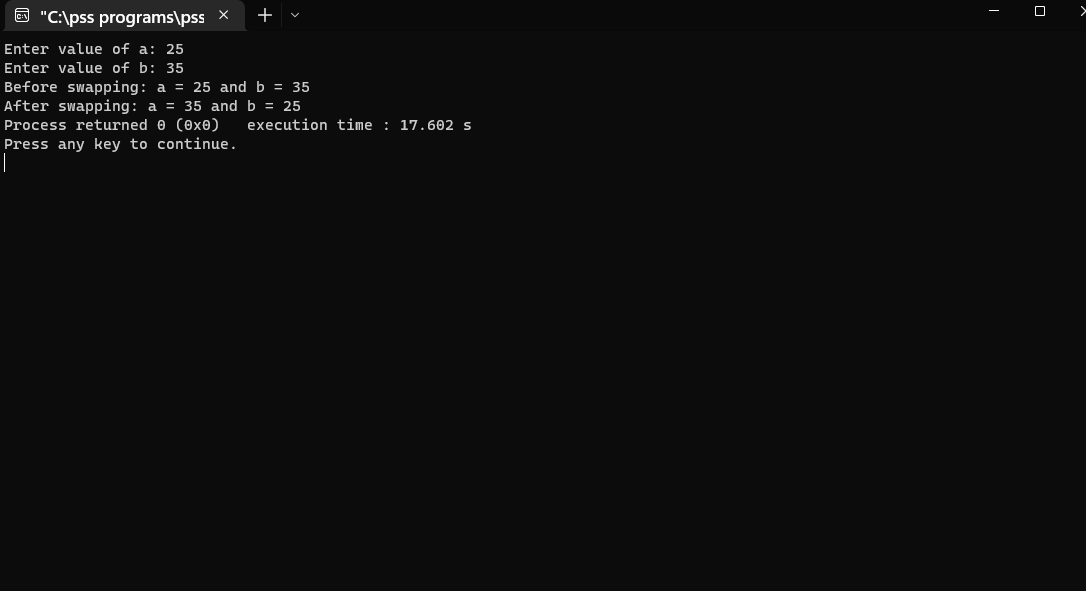 "C:\pss programs\pss
Enter value of a: 25
Enter value of b: 35
Before swapping: a = 25 and b = 35
After swapping: a = 35 and b = 25
Process returned 0 (0x0)   execution time : 17.602 s
Press any key to continue.